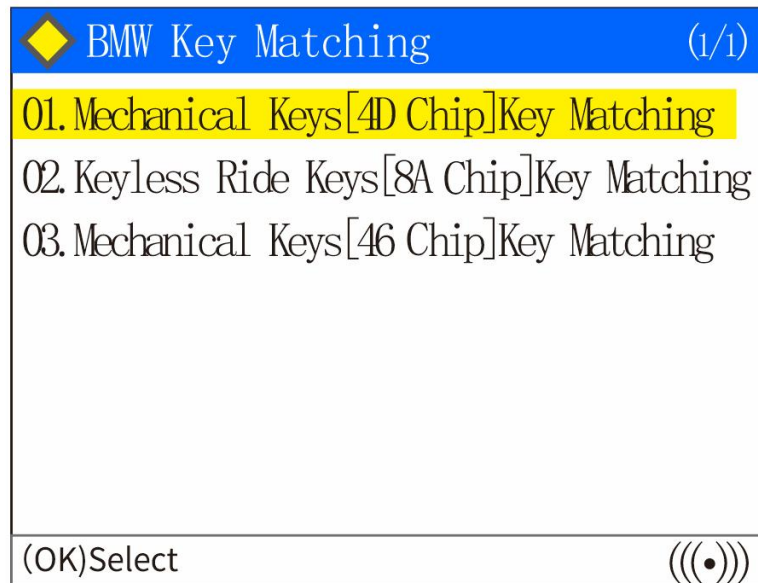 BMW Key Matching (1/1)
01.Mechanical Keys[4D Chip]Key Matching
02.Keyless Ride Keys[8A Chip]Key Matching
03.Mechanical Keys[46 Chip]Key Matching
(OK)Select